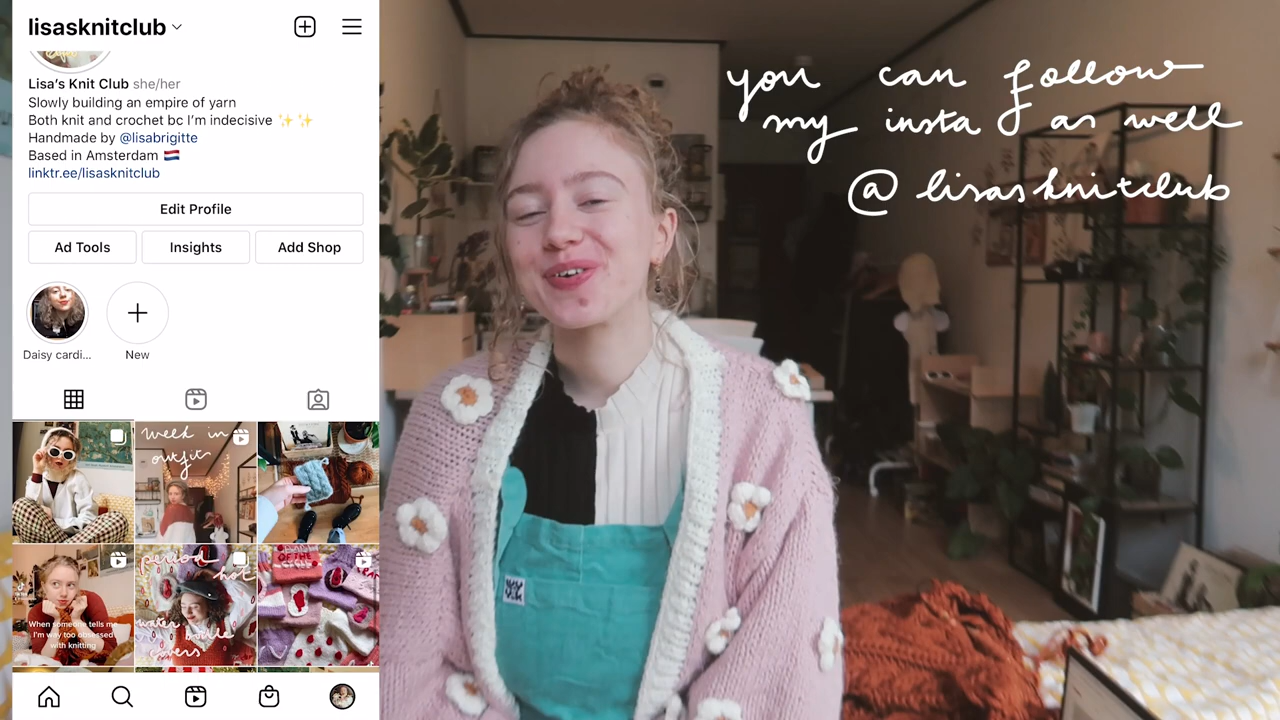 lisasknitclub
Lisa's Knit Club she/her
Slowly building an empire of yarn
Both knit and crochet bc I'm indecisive ✨ ✨
Handmade by @lisabrigitte
Based in Amsterdam 🇳🇱
linktr.ee/lisasknitclub
Edit Profile
Ad Tools
Insights
Add Shop
Daisy cardi...
New
week in
outfit
When someone tells me
I'm way too obsessed
with knitting
period
hot
water
bottle
covers
OF THE
you can follow
my insta as well
@lisasknitclub